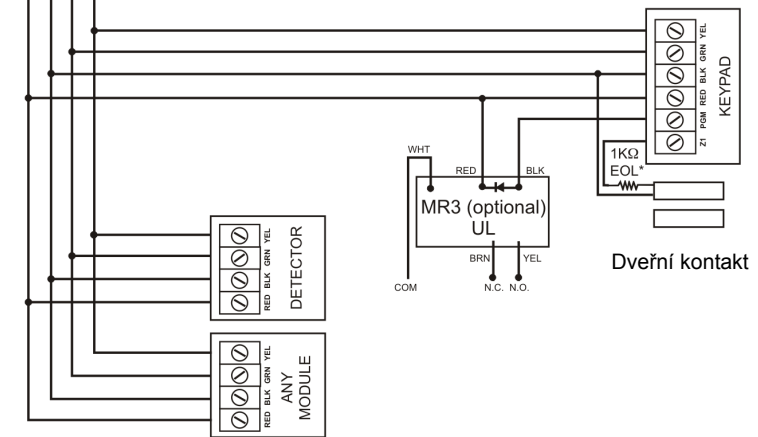 YEL
GRN
BLK
RED
PGM
Z1
KEYPAD
1KΩ
EOL*
WHT
RED
BLK
MR3 (optional)
UL
BRN
YEL
COM
N.C.
N.O.
Dveřní kontakt
YEL
GRN
BLK
RED
DETECTOR
YEL
GRN
BLK
RED
ANY
MODULE